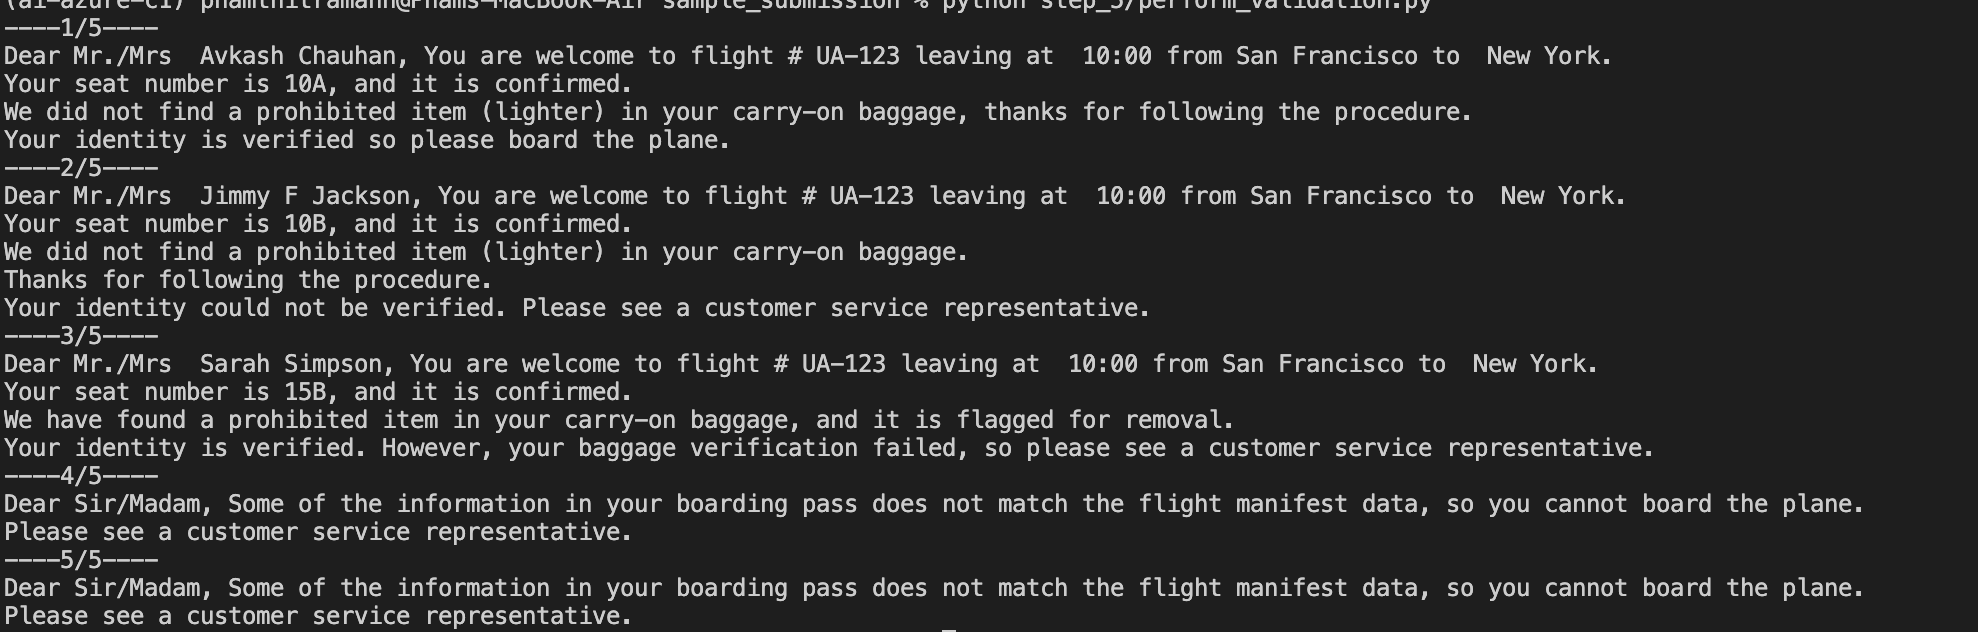 (ai-azure-c1) phamthitramann@Phams-MacBook-Air sample_submission % python step_5/perform_validation.py
----1/5----
Dear Mr./Mrs  Avkash Chauhan, You are welcome to flight # UA-123 leaving at  10:00 from San Francisco to  New York.
Your seat number is 10A, and it is confirmed.
We did not find a prohibited item (lighter) in your carry-on baggage, thanks for following the procedure.
Your identity is verified so please board the plane.
----2/5----
Dear Mr./Mrs  Jimmy F Jackson, You are welcome to flight # UA-123 leaving at  10:00 from San Francisco to  New York.
Your seat number is 10B, and it is confirmed.
We did not find a prohibited item (lighter) in your carry-on baggage.
Thanks for following the procedure.
Your identity could not be verified. Please see a customer service representative.
----3/5----
Dear Mr./Mrs  Sarah Simpson, You are welcome to flight # UA-123 leaving at  10:00 from San Francisco to  New York.
Your seat number is 15B, and it is confirmed.
We have found a prohibited item in your carry-on baggage, and it is flagged for removal.
Your identity is verified. However, your baggage verification failed, so please see a customer service representative.
----4/5----
Dear Sir/Madam, Some of the information in your boarding pass does not match the flight manifest data, so you cannot board the plane.
Please see a customer service representative.
----5/5----
Dear Sir/Madam, Some of the information in your boarding pass does not match the flight manifest data, so you cannot board the plane.
Please see a customer service representative.